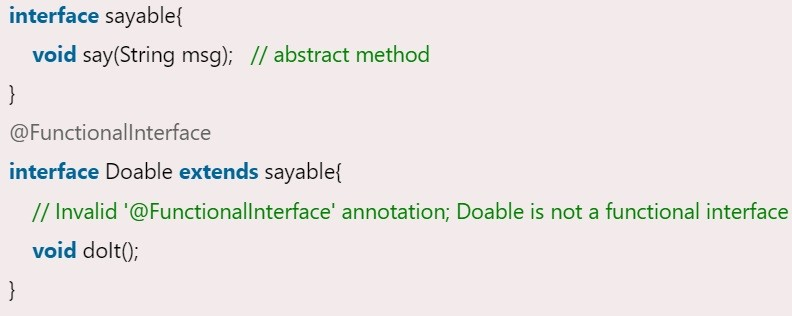 interface sayable{
void say(String msg); // abstract method
}
@FunctionalInterface
interface Doable extends sayable{
// Invalid '@FunctionalInterface' annotation; Doable is not a functional interface
void doIt();
}